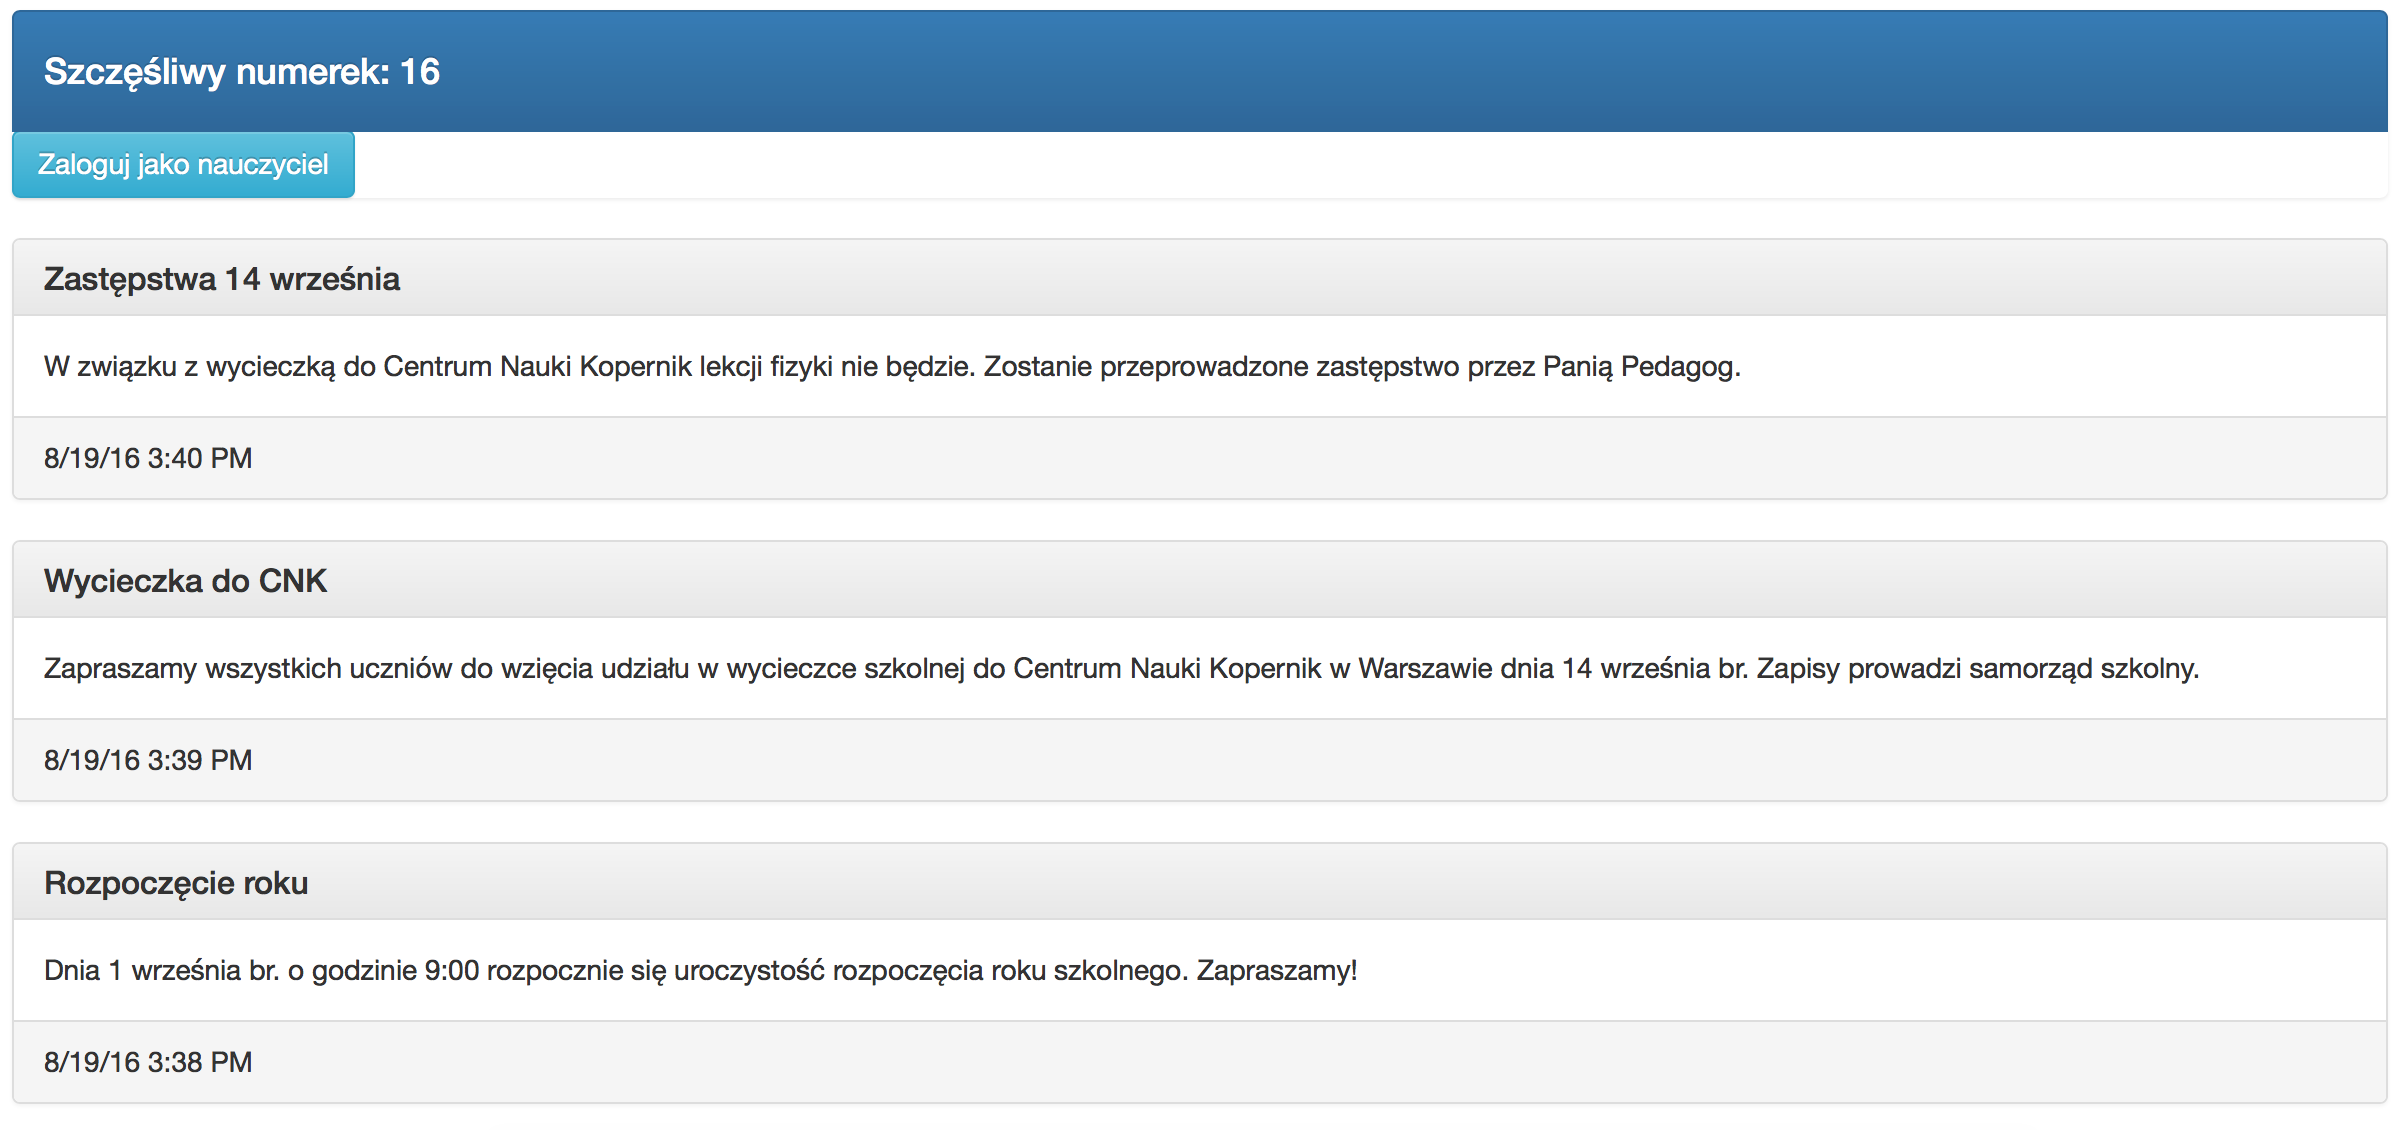 Szczęśliwy numerek: 16
Zaloguj jako nauczyciel
Zastępstwa 14 września
W związku z wycieczką do Centrum Nauki Kopernik lekcji fizyki nie będzie. Zostanie przeprowadzone zastępstwo przez Panią Pedagog.
8/19/16 3:40 PM
Wycieczka do CNK
Zapraszamy wszystkich uczniów do wzięcia udziału w wycieczce szkolnej do Centrum Nauki Kopernik w Warszawie dnia 14 września br. Zapisy prowadzi samorząd szkolny.
8/19/16 3:39 PM
Rozpoczęcie roku
Dnia 1 września br. o godzinie 9:00 rozpocznie się uroczystość rozpoczęcia roku szkolnego. Zapraszamy!
8/19/16 3:38 PM